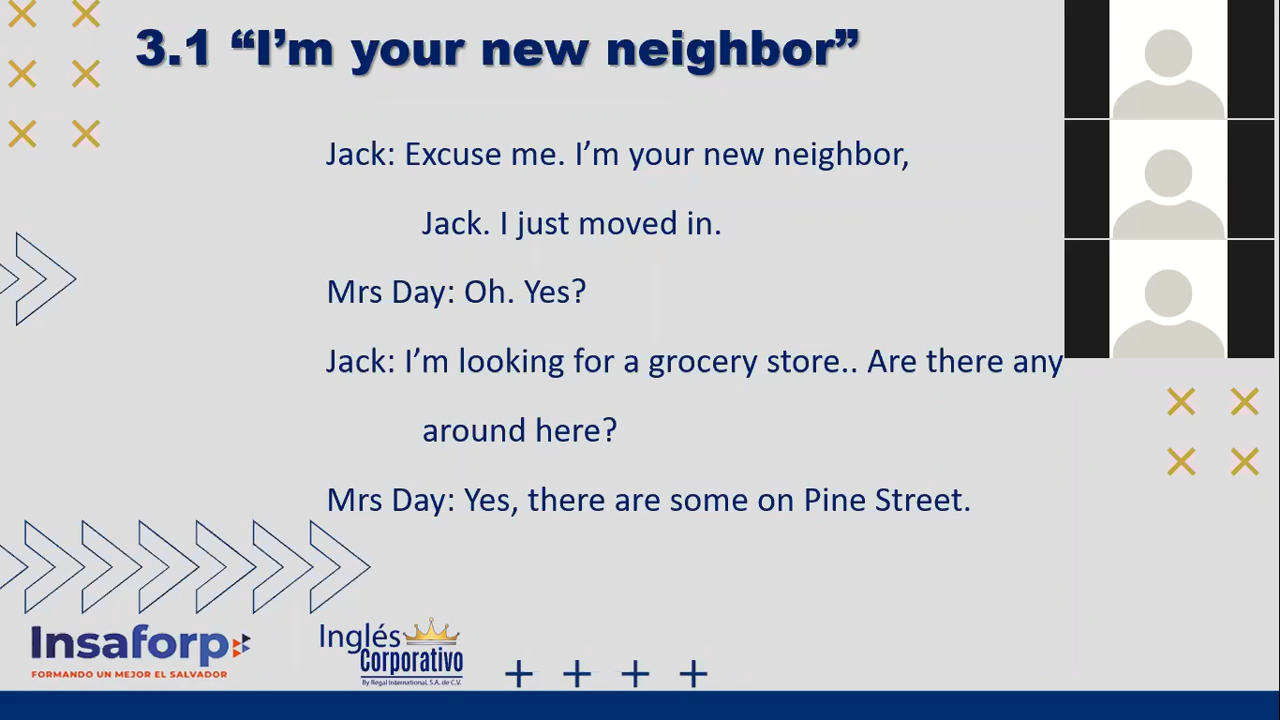 3.1 “I’m your new neighbor”
Jack: Excuse me. I’m your new neighbor,
Jack. I just moved in.
Mrs Day: Oh. Yes?
Jack: I’m looking for a grocery store.. Are there any
around here?
Mrs Day: Yes, there are some on Pine Street.
Insaforp
FORMANDO UN MEJOR EL SALVADOR
Inglés
Corporativo
By Regal International, S.A. de C.V.